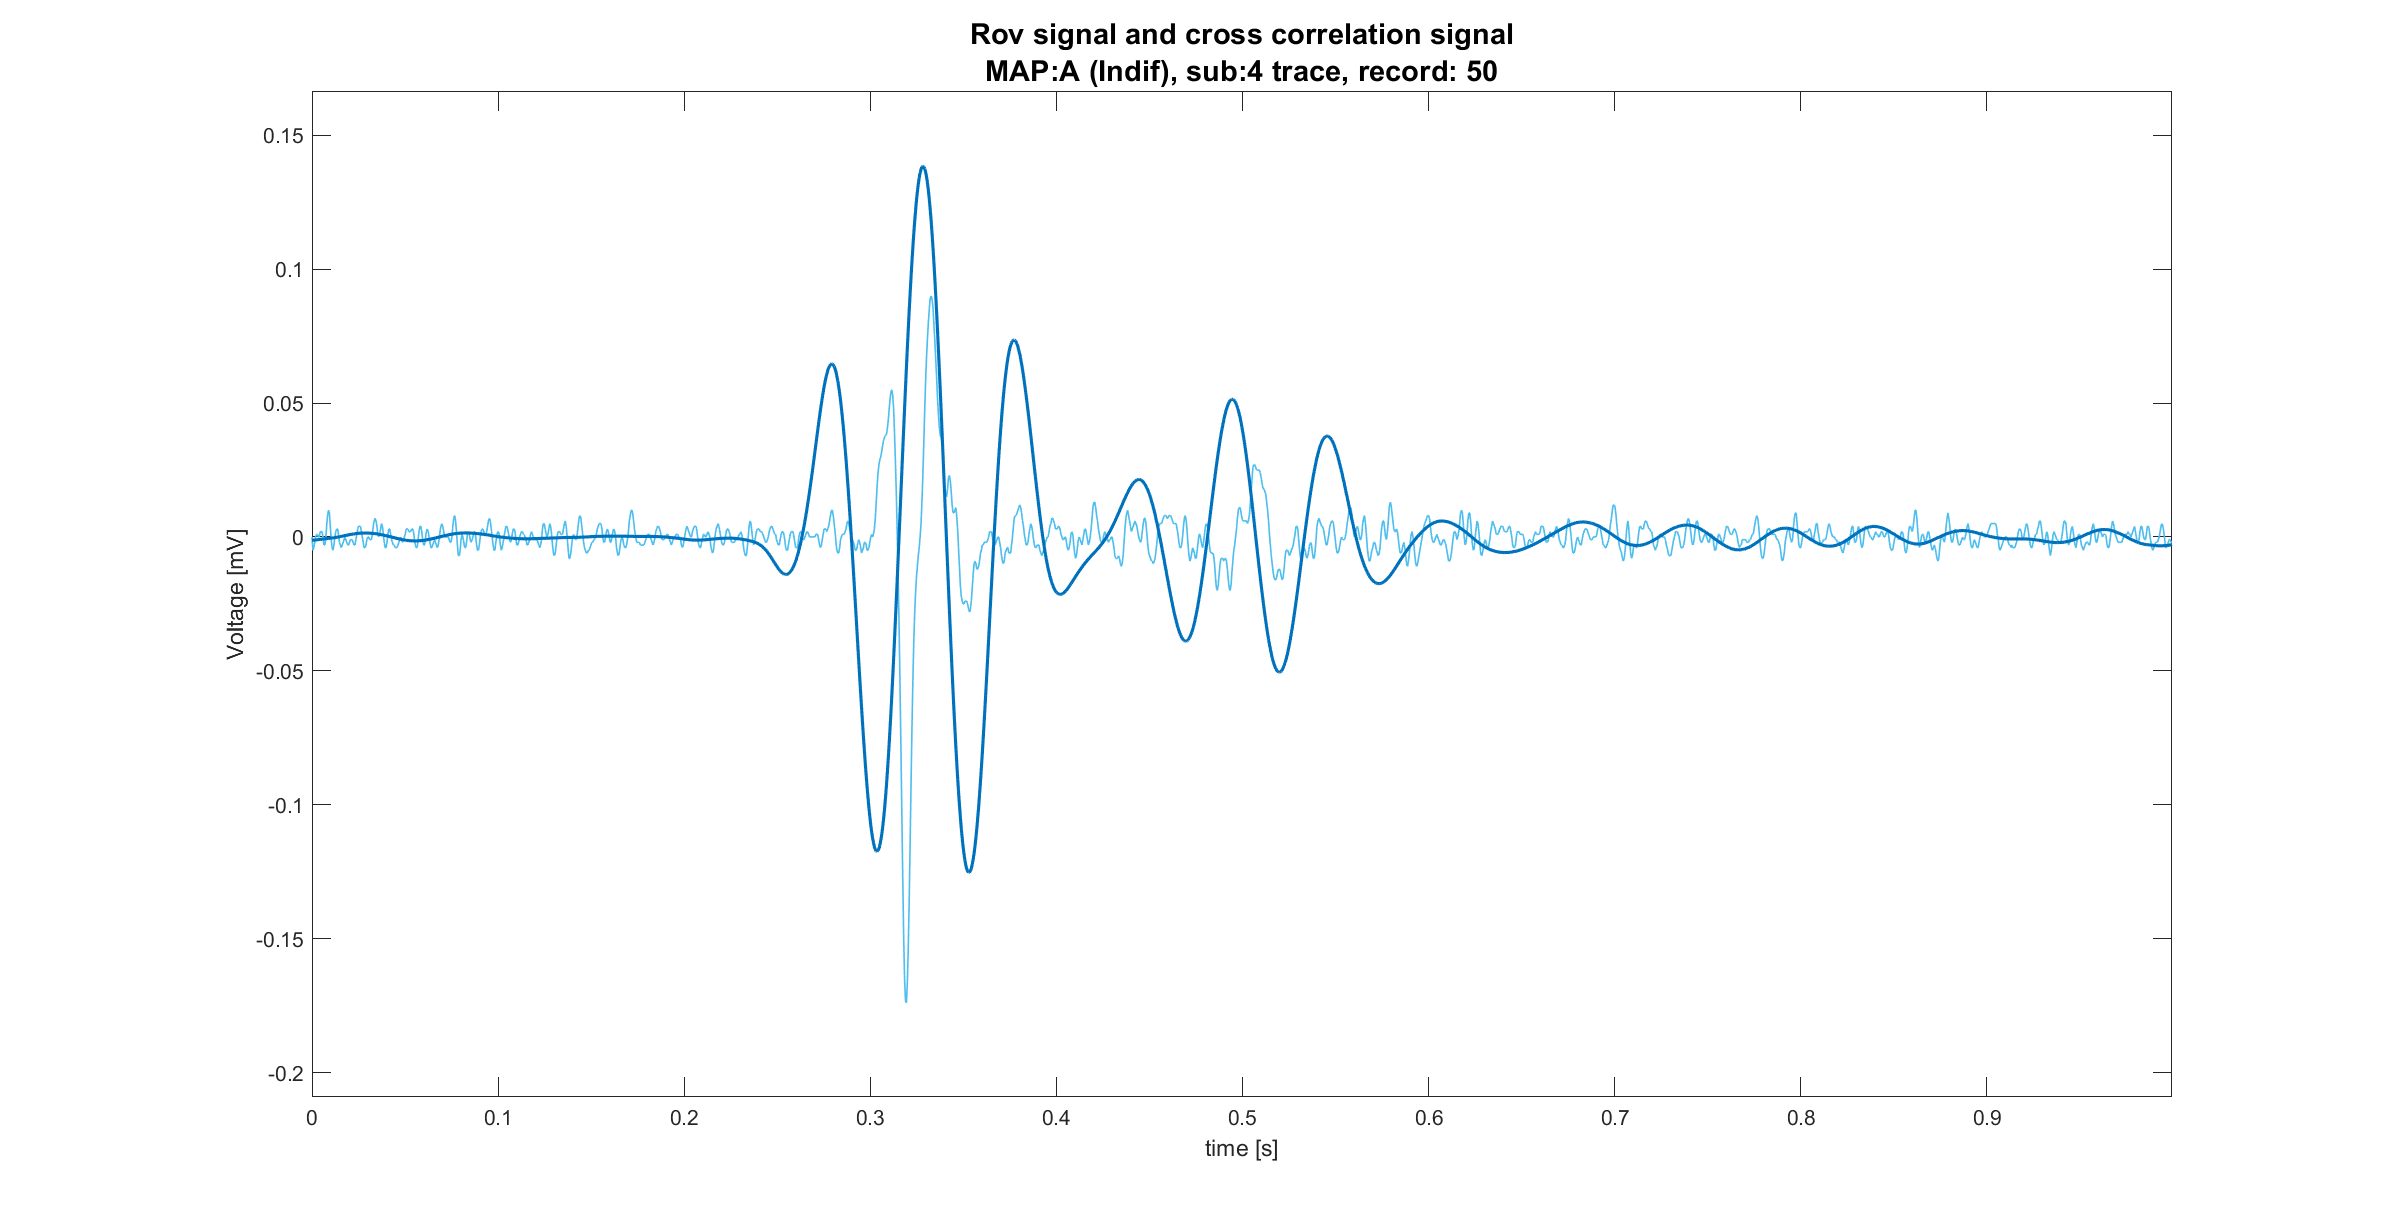 Rov signal and cross correlation signal
MAP:A (Indif), sub:4 trace, record: 50
0.15
0.1
0.05
0
-0.05
-0.1
-0.15
-0.2
Voltage [mV]
0 0.1 0.2 0.3 0.4 0.5 0.6 0.7 0.8 0.9
time [s]